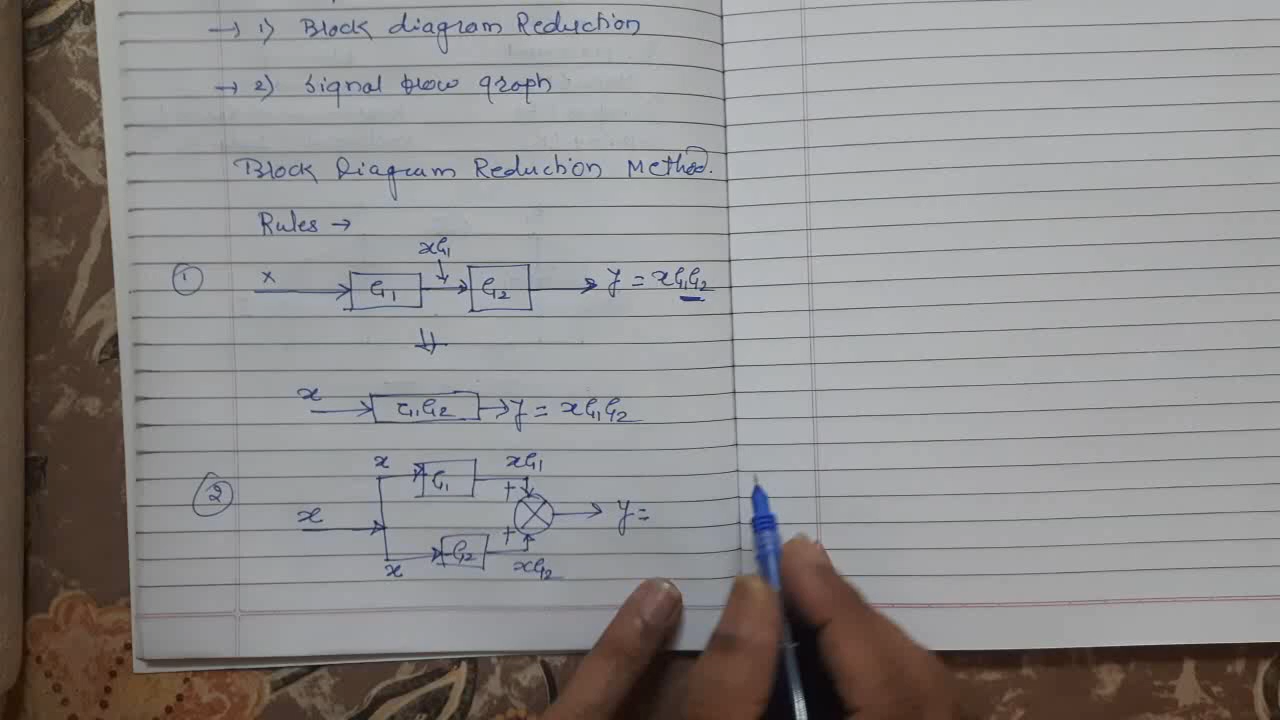 → 1) Block diagram Reduction
→ 2) Signal flow graph
Block Diagram Reduction Method.
Rules →
xG1
① x G1 G2 y = xG1G2
⇓
x G1G2 y = xG1G2
x G1 xG1
+
② x y =
+
x G2 xG2